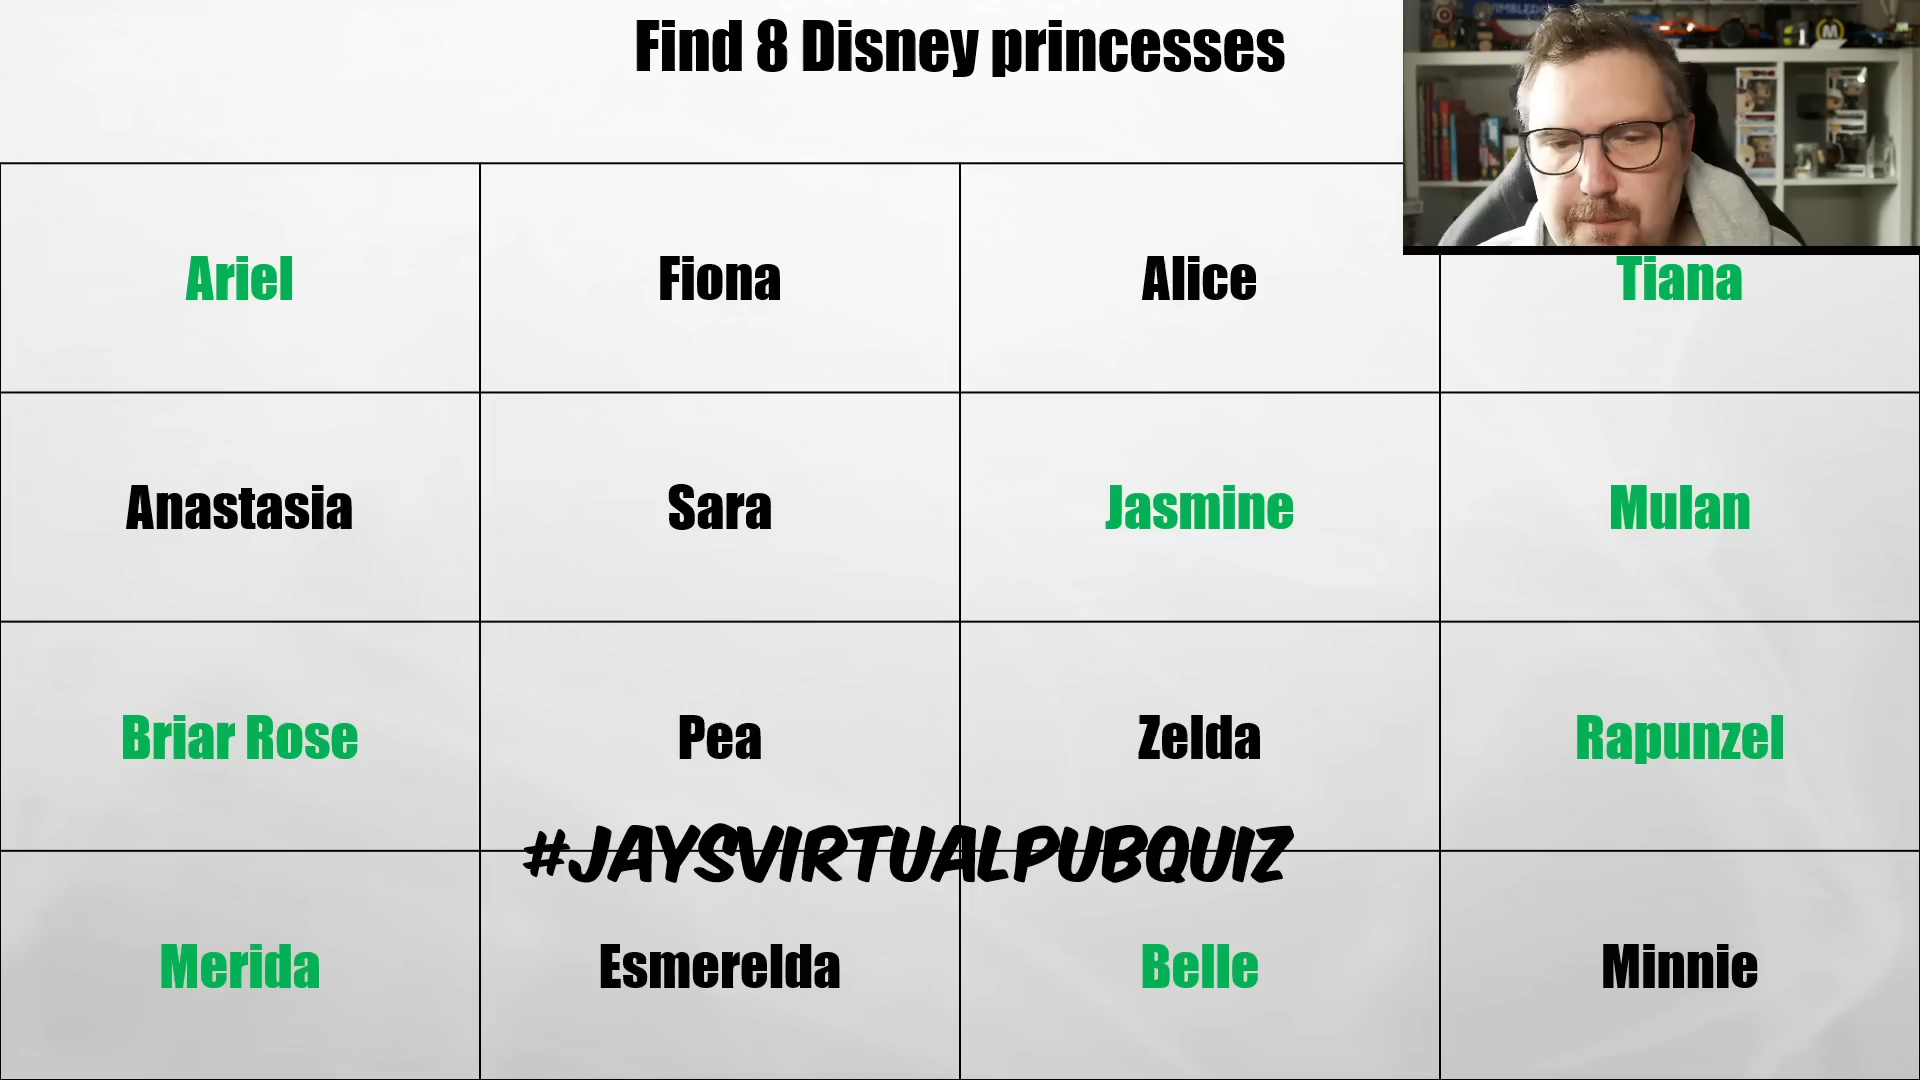 Find 8 Disney princesses
Ariel
Fiona
Alice
Tiana
Anastasia
Sara
Jasmine
Mulan
Briar Rose
Pea
Zelda
Rapunzel
#JAYSVIRTUALPUBQUIZ
Merida
Esmerelda
Belle
Minnie